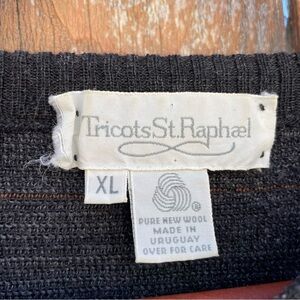 Tricots St. Raphael
XL
PURE NEW WOOL
MADE IN
URUGUAY
OVER FOR CARE